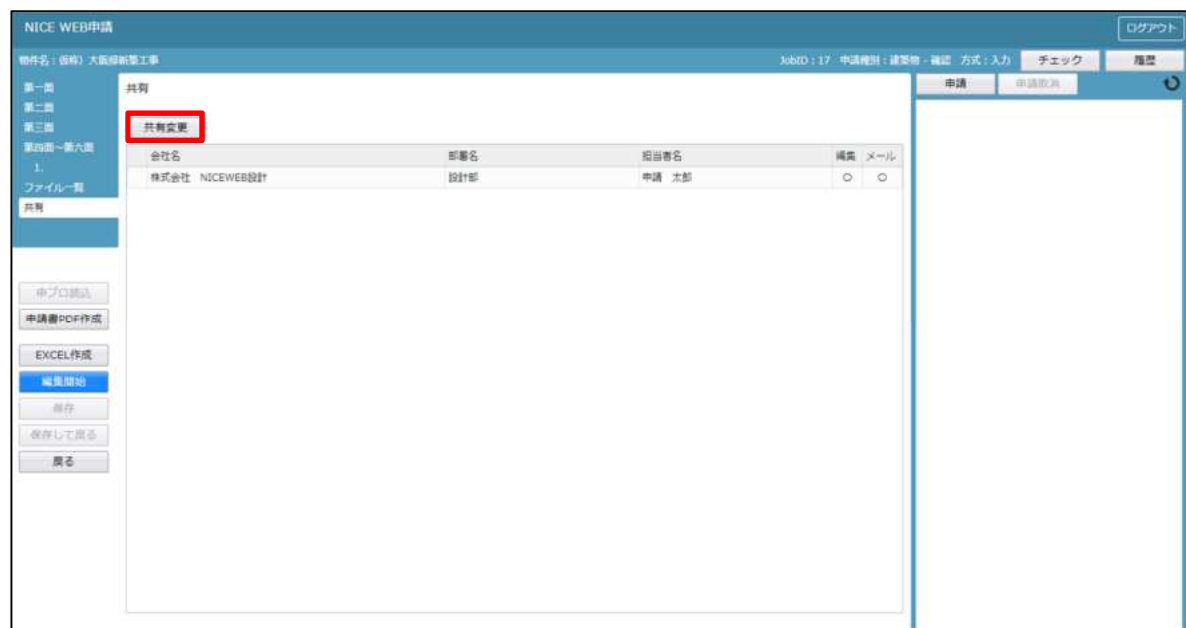 NICE WEB申請
ログアウト
物件名：(仮称) 大阪邸新築工事
JobID：17 申請種別：建築物 - 確認 方式：入力
チェック
履歴
第一面
第二面
第三面
第四面～第六面
1.
ファイル一覧
共有
共有
申請
申請取消
共有変更
会社名 部署名 担当者名 編集 メール
株式会社 NICEWEB設計 設計部 申請 太郎 ○ ○
申プロ読込
申請書PDF作成
EXCEL作成
編集開始
保存
保存して戻る
戻る